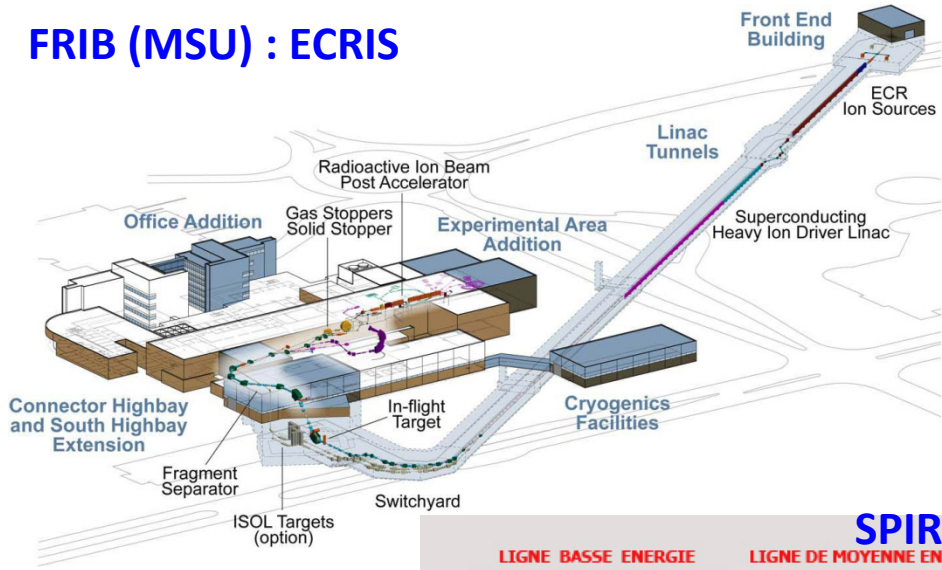 FRIB (MSU) : ECRIS
Front End
Building
ECR
Ion Sources
Linac
Tunnels
Radioactive Ion Beam
Post Accelerator
Office Addition
Gas Stoppers
Solid Stopper
Experimental Area
Addition
Superconducting
Heavy Ion Driver Linac
Connector Highbay
and South Highbay
Extension
In-flight
Target
Cryogenics
Facilities
Fragment
Separator
Switchyard
ISOL Targets
(option)
SPIR
LIGNE BASSE ENERGIE
LIGNE DE MOYENNE EN